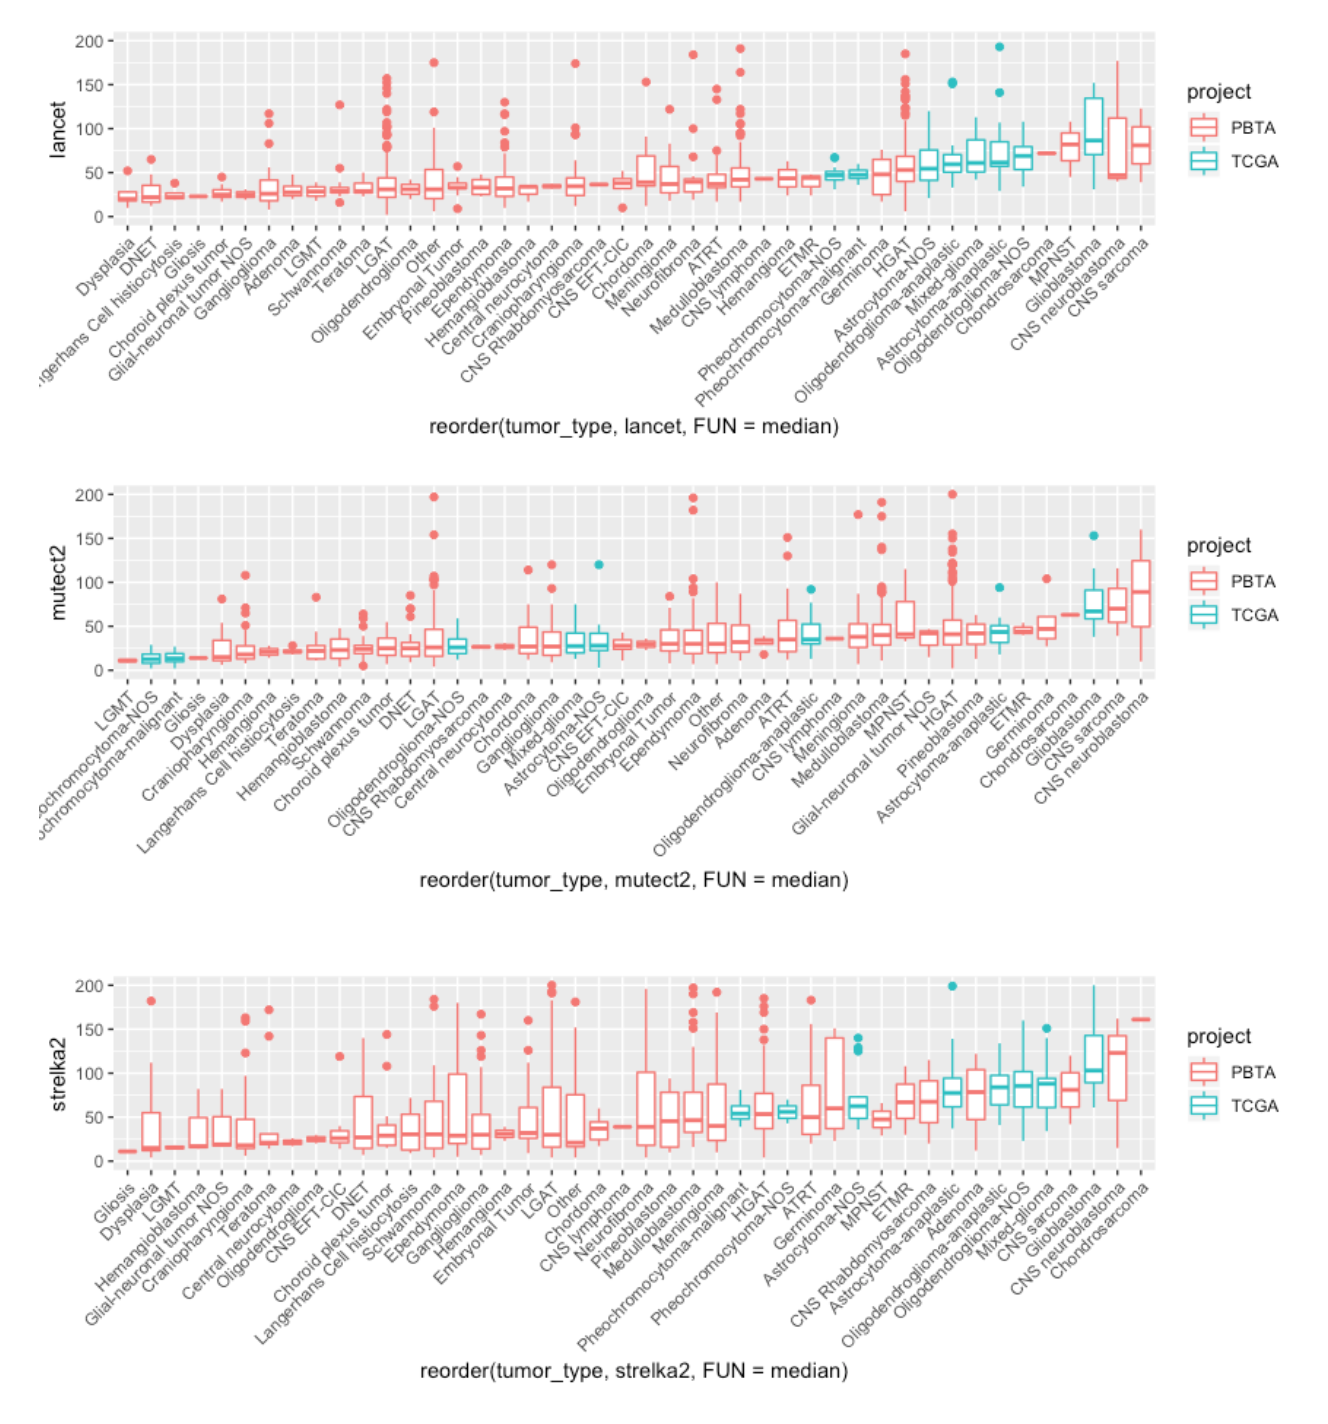 lancet
200
150
100
50
0
Dysplasia
DNET
ngerhans Cell histiocytosis
Gliosis
Choroid plexus tumor
Glial-neuronal tumor NOS
Ganglioglioma
Adenoma
LGMT
Schwannoma
Teratoma
LGAT
Oligodendroglioma
Other
Embryonal Tumor
Pineoblastoma
Ependymoma
Hemangioblastoma
Central neurocytoma
Craniopharyngioma
CNS Rhabdomyosarcoma
CNS EFT-CIC
Chordoma
Meningioma
Neurofibroma
ATRT
Medulloblastoma
CNS lymphoma
Hemangioma
ETMR
Pheochromocytoma-NOS
Pheochromocytoma-malignant
Germinoma
HGAT
Astrocytoma-NOS
Oligodendroglioma-anaplastic
Mixed-glioma
Astrocytoma-anaplastic
Oligodendroglioma-NOS
Chondrosarcoma
MPNST
Glioblastoma
CNS neuroblastoma
CNS sarcoma
reorder(tumor_type, lancet, FUN = median)
project
PBTA
TCGA
mutect2
200
150
100
50
0
LGMT
ochromocytoma-NOS
ochromocytoma-malignant
Gliosis
Dysplasia
Craniopharyngioma
Hemangioma
Langerhans Cell histiocytosis
Teratoma
Hemangioblastoma
Schwannoma
Choroid plexus tumor
DNET
LGAT
Oligodendroglioma-NOS
CNS Rhabdomyosarcoma
Central neurocytoma
Chordoma
Ganglioglioma
Mixed-glioma
Astrocytoma-NOS
CNS EFT-CIC
Oligodendroglioma
Embryonal Tumor
Ependymoma
Other
Neurofibroma
Adenoma
ATRT
Oligodendroglioma-anaplastic
CNS lymphoma
Meningioma
Medulloblastoma
MPNST
Glial-neuronal tumor NOS
HGAT
Pineoblastoma
Astrocytoma-anaplastic
ETMR
Germinoma
Chondrosarcoma
Glioblastoma
CNS sarcoma
CNS neuroblastoma
reorder(tumor_type, mutect2, FUN = median)
project
PBTA
TCGA
strelka2
200
150
100
50
0
Gliosis
Dysplasia
LGMT
Hemangioblastoma
Glial-neuronal tumor NOS
Craniopharyngioma
Teratoma
Central neurocytoma
Oligodendroglioma
CNS EFT-CIC
DNET
Choroid plexus tumor
Langerhans Cell histiocytosis
Schwannoma
Ependymoma
Ganglioglioma
Hemangioma
Embryonal Tumor
LGAT
Other
Chordoma
CNS lymphoma
Neurofibroma
Pineoblastoma
Medulloblastoma
Meningioma
Pheochromocytoma-malignant
HGAT
Pheochromocytoma-NOS
ATRT
Germinoma
Astrocytoma-NOS
MPNST
ETMR
CNS Rhabdomyosarcoma
Astrocytoma-anaplastic
Adenoma
Oligodendroglioma-anaplastic
Oligodendroglioma-NOS
Mixed-glioma
CNS sarcoma
Glioblastoma
CNS neuroblastoma
Chondrosarcoma
reorder(tumor_type, strelka2, FUN = median)
project
PBTA
TCGA